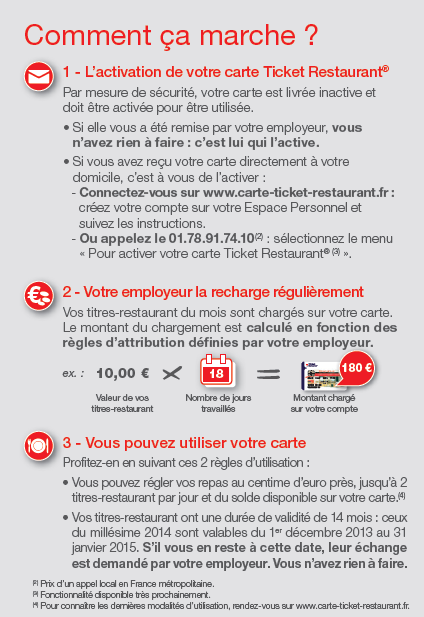 Comment ça marche ?
1 - L'activation de votre carte Ticket Restaurant®
Par mesure de sécurité, votre carte est livrée inactive et
doit être activée pour être utilisée.
• Si elle vous a été remise par votre employeur, vous
n'avez rien à faire : c'est lui qui l'active.
• Si vous avez reçu votre carte directement à votre
domicile, c'est à vous de l'activer :
- Connectez-vous sur www.carte-ticket-restaurant.fr :
créez votre compte sur votre Espace Personnel et
suivez les instructions.
- Ou appelez le 01.78.91.74.10(2) : sélectionnez le menu
« Pour activer votre carte Ticket Restaurant® (3) ».
2 - Votre employeur la recharge régulièrement
Vos titres-restaurant du mois sont chargés sur votre carte.
Le montant du chargement est calculé en fonction des
règles d'attribution définies par votre employeur.
ex. : 10,00 € × 18 = 180 €
Valeur de vos Nombre de jours Montant chargé
titres-restaurant travaillés sur votre compte
3 - Vous pouvez utiliser votre carte
Profitez-en en suivant ces 2 règles d'utilisation :
• Vous pouvez régler vos repas au centime d'euro près, jusqu'à 2
titres-restaurant par jour et du solde disponible sur votre carte.(4)
• Vos titres-restaurant ont une durée de validité de 14 mois : ceux
du millésime 2014 sont valables du 1er décembre 2013 au 31
janvier 2015. S'il vous en reste à cette date, leur échange
est demandé par votre employeur. Vous n'avez rien à faire.
(2) Prix d'un appel local en France métropolitaine.
(3) Fonctionnalité disponible très prochainement.
(4) Pour connaître les dernières modalités d'utilisation, rendez-vous sur www.carte-ticket-restaurant.fr.